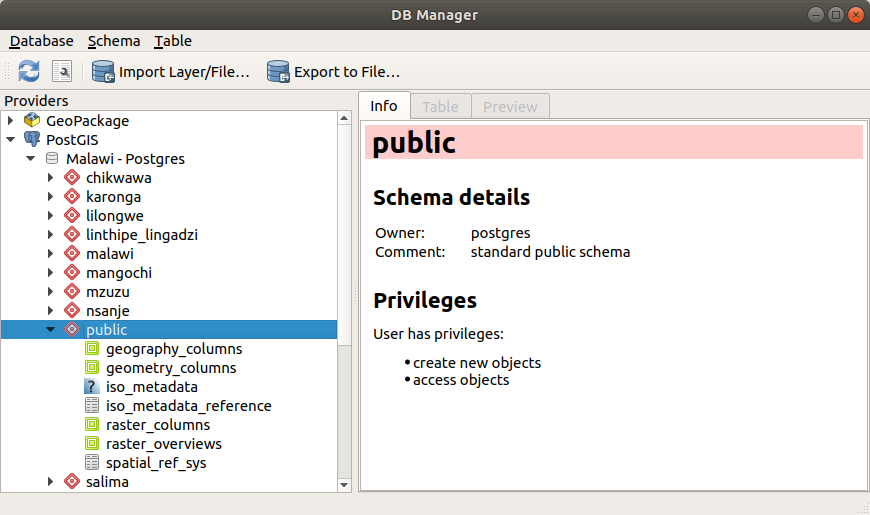 DB Manager
Database Schema Table
Import Layer/File... Export to File...
Providers
GeoPackage
PostGIS
Malawi - Postgres
chikwawa
karonga
lilongwe
linthipe_lingadzi
malawi
mangochi
mzuzu
nsanje
public
geography_columns
geometry_columns
iso_metadata
iso_metadata_reference
raster_columns
raster_overviews
spatial_ref_sys
salima
Info Table Preview
public
Schema details
Owner: postgres
Comment: standard public schema
Privileges
User has privileges:
• create new objects
• access objects